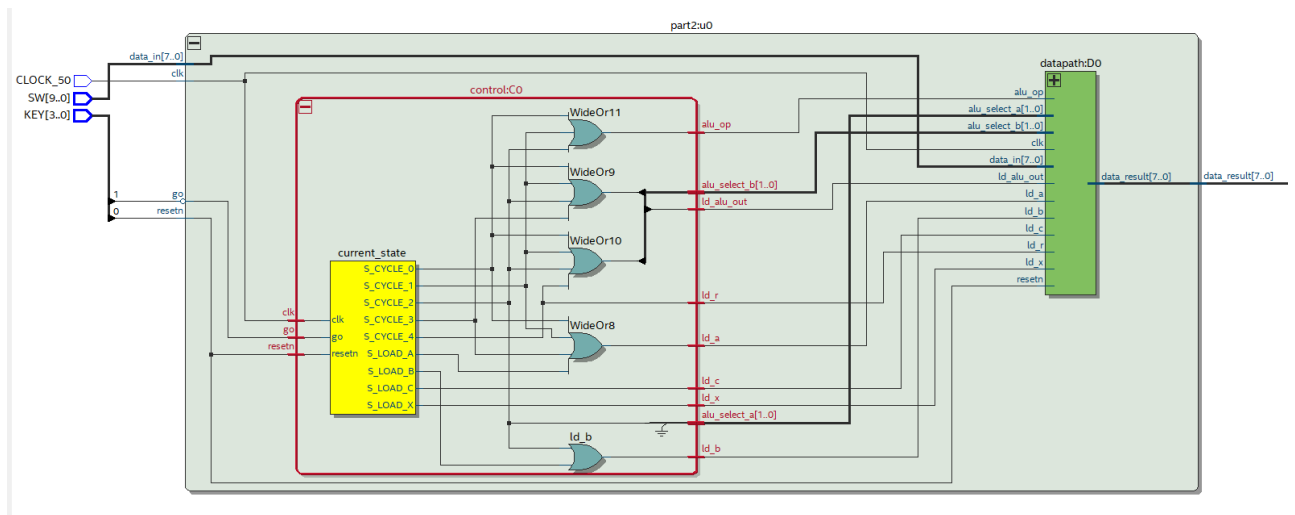 part2:u0
data_in[7..0]
clk
CLOCK_50
SW[9..0]
KEY[3..0]
1
go
0
resetn
control:C0
WideOr11
WideOr9
WideOr10
WideOr8
ld_b
current_state
S_CYCLE_0
S_CYCLE_1
S_CYCLE_2
S_CYCLE_3
clk
S_CYCLE_4
go
S_LOAD_A
resetn
S_LOAD_B
S_LOAD_C
S_LOAD_X
clk
go
resetn
alu_op
alu_select_b[1..0]
ld_alu_out
ld_r
ld_a
ld_c
ld_x
alu_select_a[1..0]
ld_b
datapath:D0
alu_op
alu_select_a[1..0]
alu_select_b[1..0]
clk
data_in[7..0]
ld_alu_out
ld_a
ld_b
ld_c
ld_r
ld_x
resetn
data_result[7..0]
data_result[7..0]